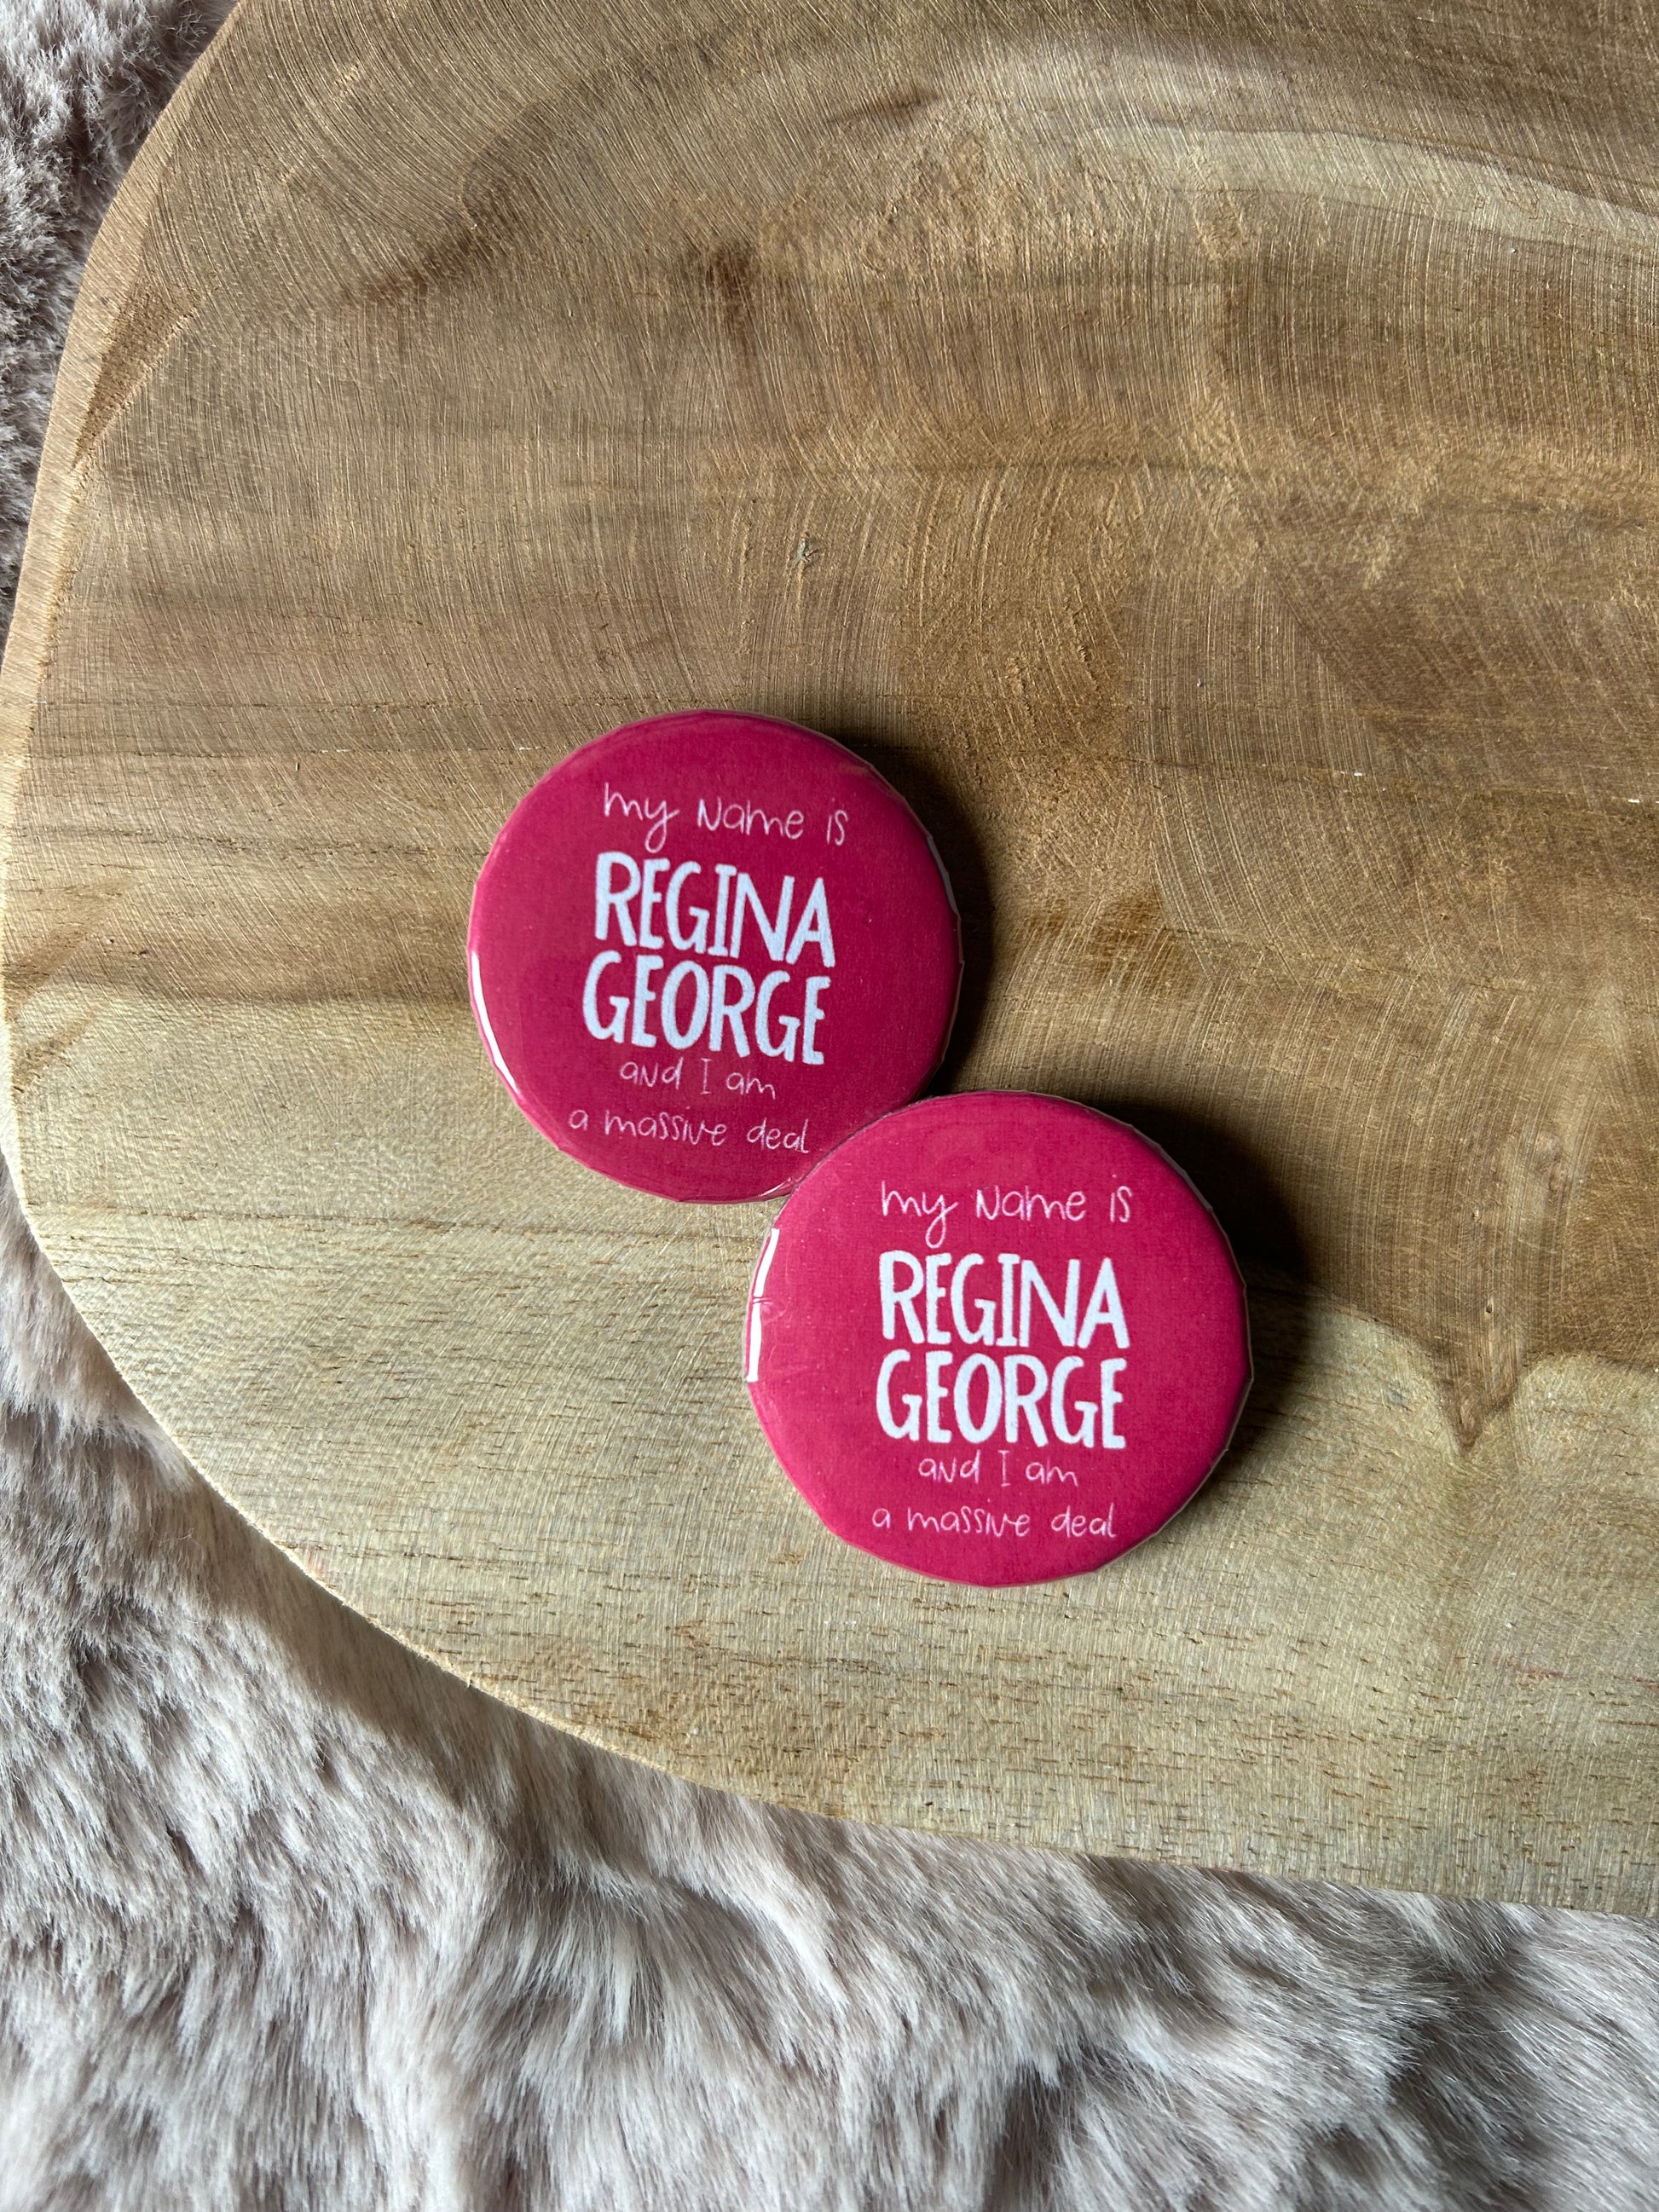 my Name is
REGINA
GEORGE
and I am
a massive deal
my Name is
REGINA
GEORGE
and I am
a massive deal